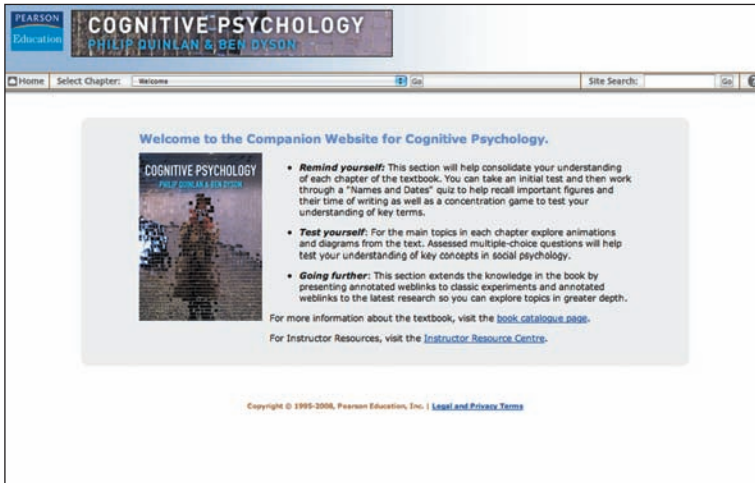 PEARSON
Education
COGNITIVE PSYCHOLOGY
PHILIP QUINLAN & BEN DYSON
Home Select Chapter: Welcome Go Site Search: Go ?
Welcome to the Companion Website for Cognitive Psychology.
COGNITIVE PSYCHOLOGY
PHILIP QUINLAN & BEN DYSON
• Remind yourself: This section will help consolidate your understanding
of each chapter of the textbook. You can take an initial test and then work
through a "Names and Dates" quiz to help recall important figures and
their time of writing as well as a concentration game to test your
understanding of key terms.
• Test yourself: For the main topics in each chapter explore animations
and diagrams from the text. Assessed multiple-choice questions will help
test your understanding of key concepts in social psychology.
• Going further: This section extends the knowledge in the book by
presenting annotated weblinks to classic experiments and annotated
weblinks to the latest research so you can explore topics in greater depth.
For more information about the textbook, visit the book catalogue page.
For Instructor Resources, visit the Instructor Resource Centre.
Copyright © 1995-2008, Pearson Education, Inc. | Legal and Privacy Terms